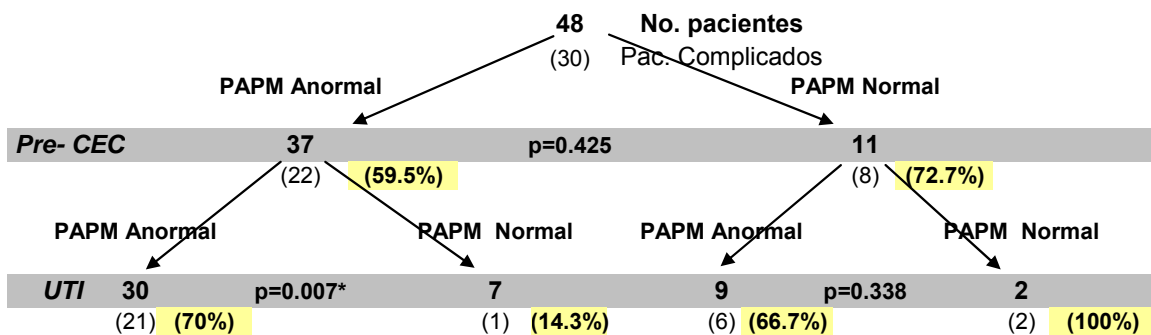 48 No. pacientes
(30) Pac. Complicados
PAPM Anormal PAPM Normal
Pre- CEC 37 p=0.425 11
(22) (59.5%) (8) (72.7%)
PAPM Anormal PAPM Normal PAPM Anormal PAPM Normal
UTI 30 p=0.007* 7 9 p=0.338 2
(21) (70%) (1) (14.3%) (6) (66.7%) (2) (100%)